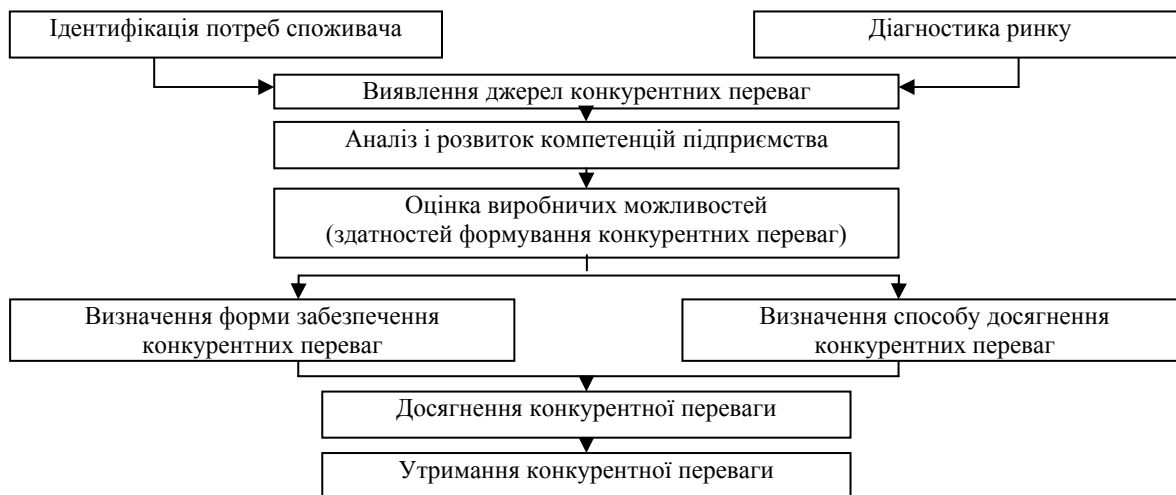 Ідентифікація потреб споживача
Діагностика ринку
Виявлення джерел конкурентних переваг
Аналіз і розвиток компетенцій підприємства
Оцінка виробничих можливостей
(здатностей формування конкурентних переваг)
Визначення форми забезпечення
конкурентних переваг
Визначення способу досягнення
конкурентних переваг
Досягнення конкурентної переваги
Утримання конкурентної переваги